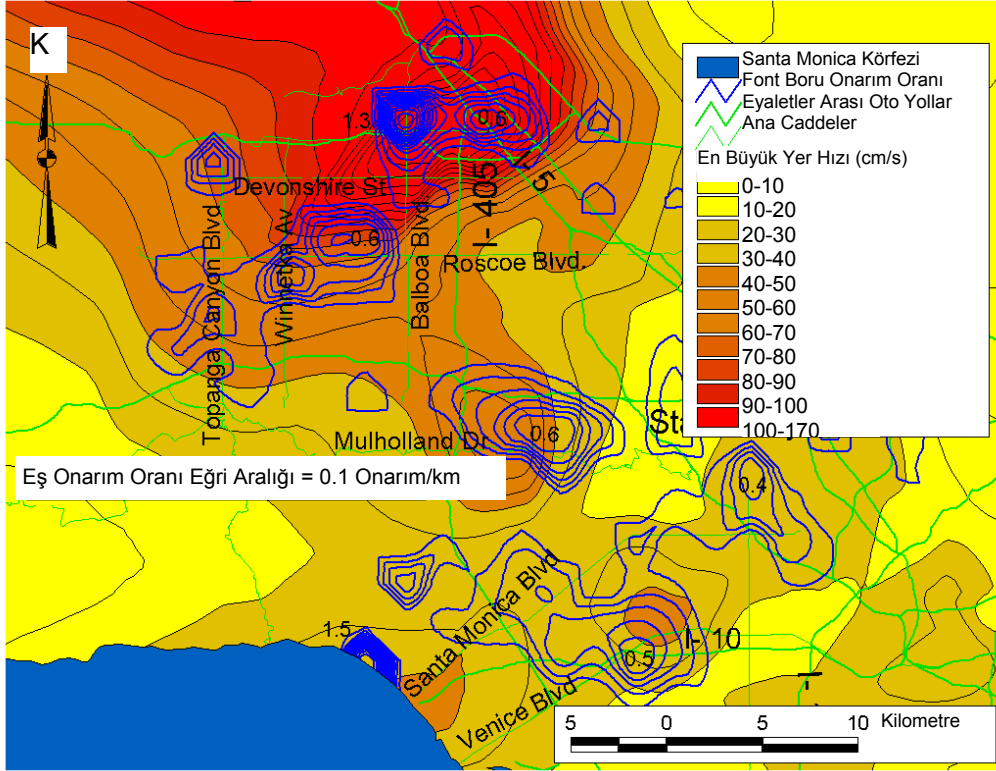 K
Santa Monica Körfezi
Font Boru Onarım Oranı
Eyaletler Arası Oto Yollar
Ana Caddeler
En Büyük Yer Hızı (cm/s)
0-10
10-20
20-30
30-40
40-50
50-60
60-70
70-80
80-90
90-100
100-170
1.3
0.6
I- 5
I- 405
Devonshire St
0.6
Roscoe Blvd.
Topanga Canyon Blvd
Winnetka Av
Balboa Blvd.
Mulholland Dr
0.6
0.4
Eş Onarım Oranı Eğri Aralığı = 0.1 Onarım/km
1.5
Santa Monica Blvd
I- 10
0.5
Venice Blvd
5 0 5 10 Kilometre